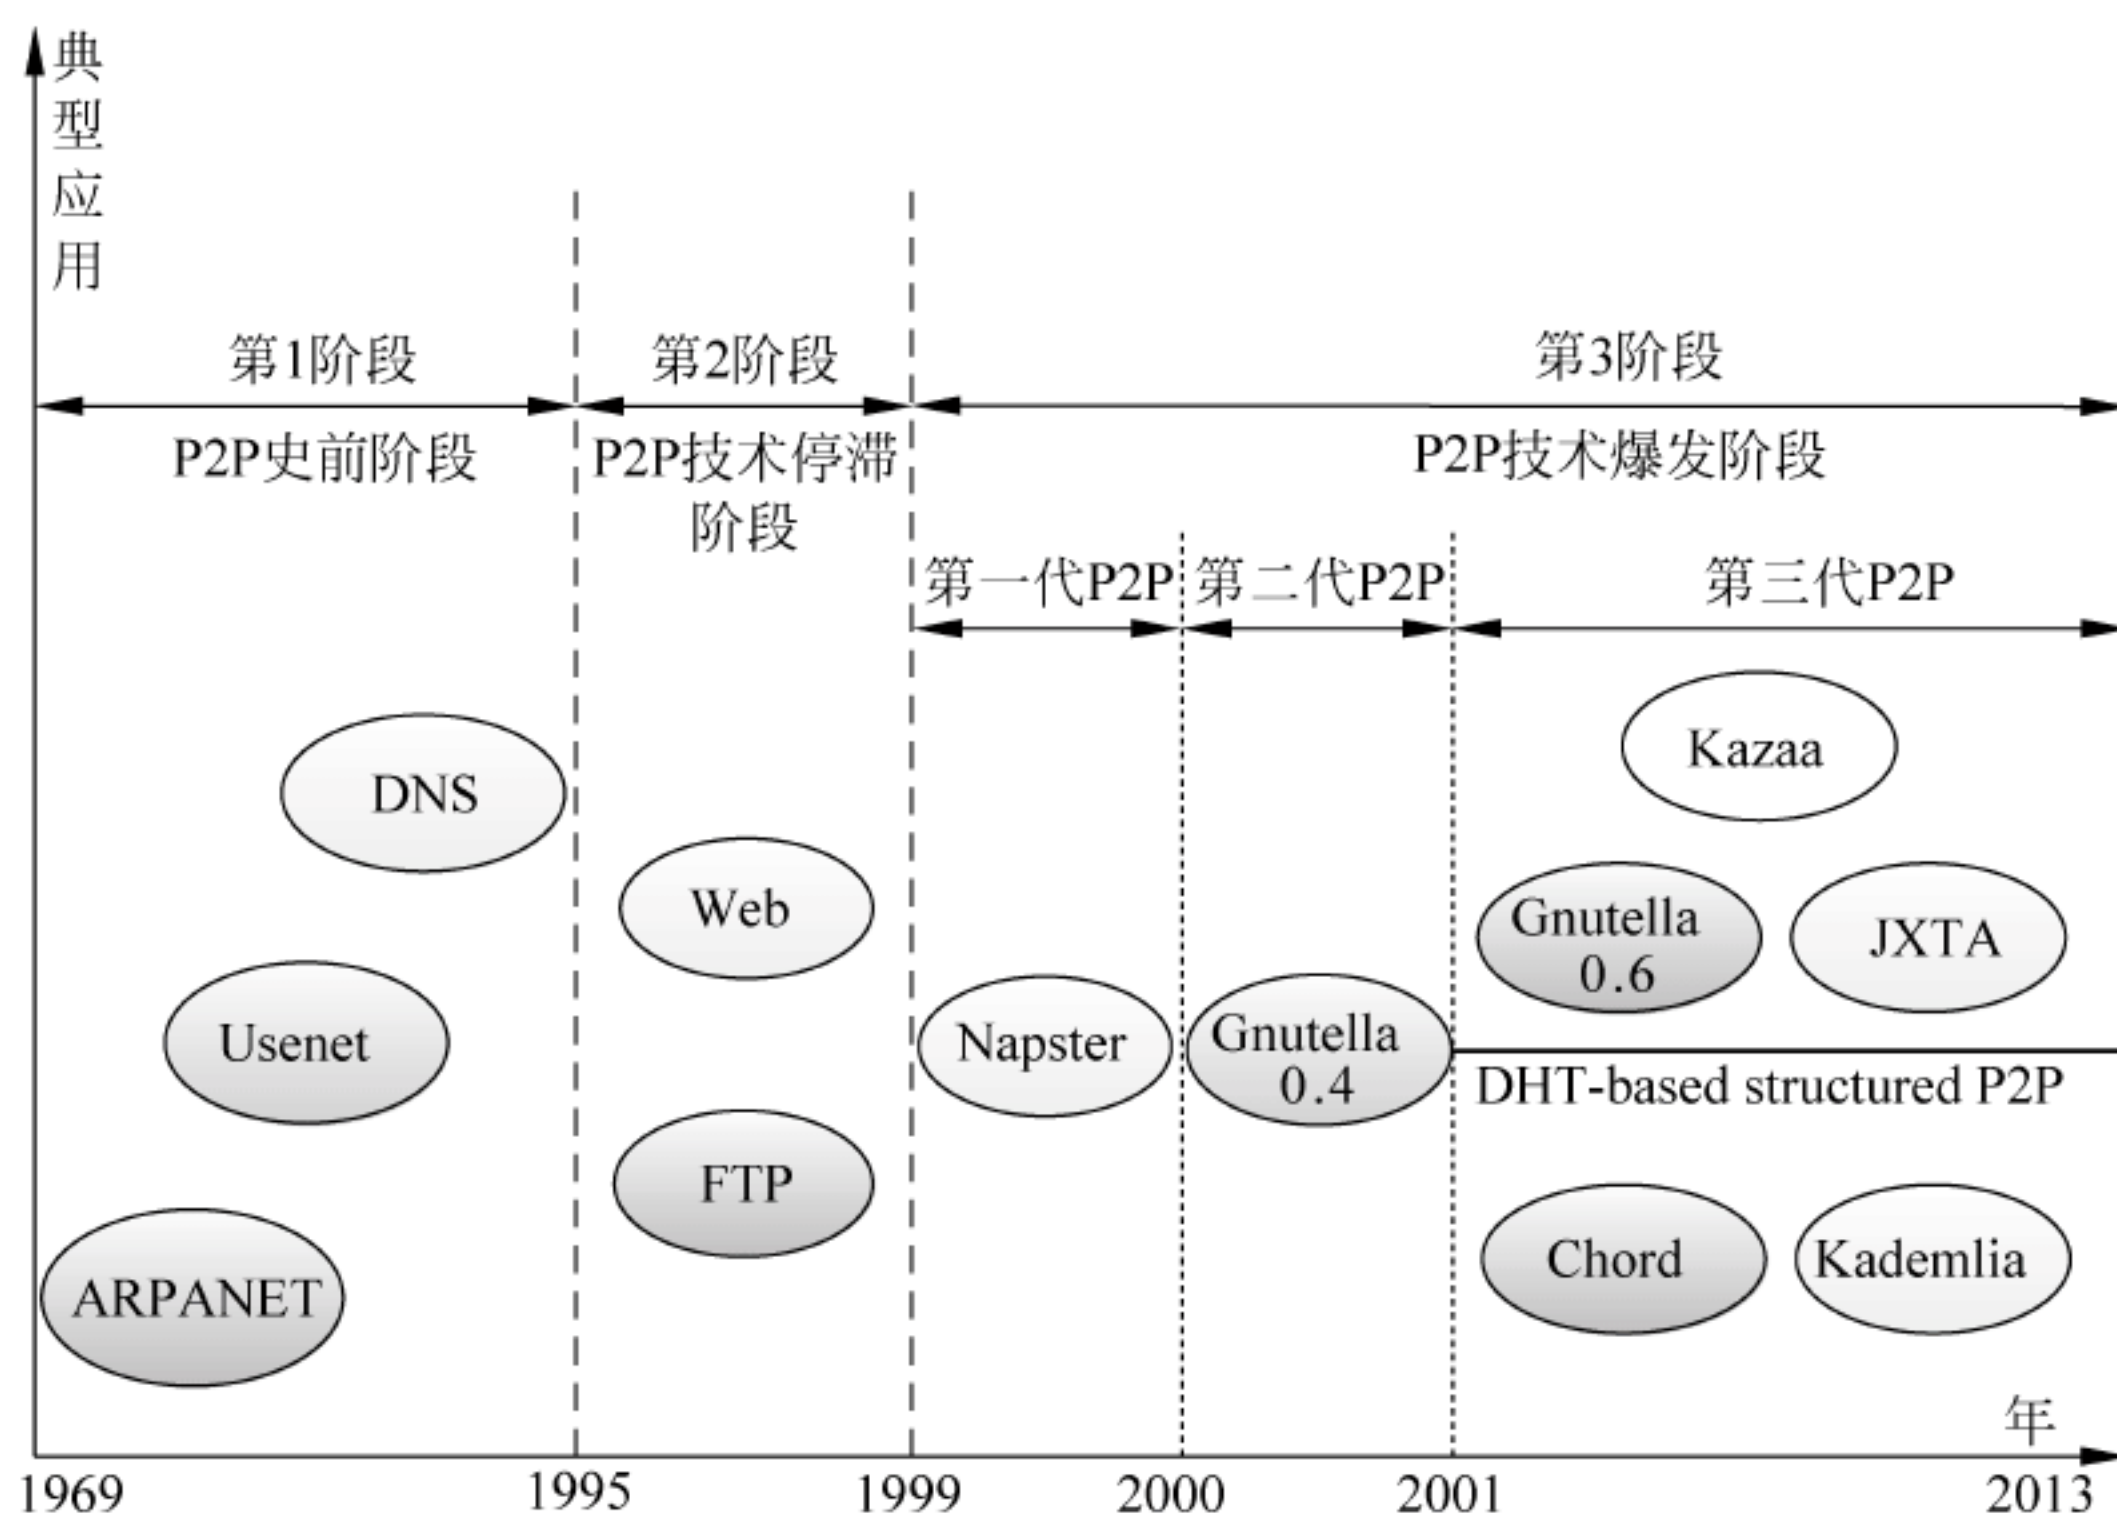 典型应用
第1阶段
第2阶段
第3阶段
P2P史前阶段
P2P技术停滞
阶段
P2P技术爆发阶段
第一代P2P
第二代P2P
第三代P2P
Kazaa
DNS
Web
Gnutella
0.6
JXTA
Usenet
Napster
Gnutella
0.4
DHT-based structured P2P
FTP
Chord
Kademlia
ARPANET
年
1969
1995
1999
2000
2001
2013